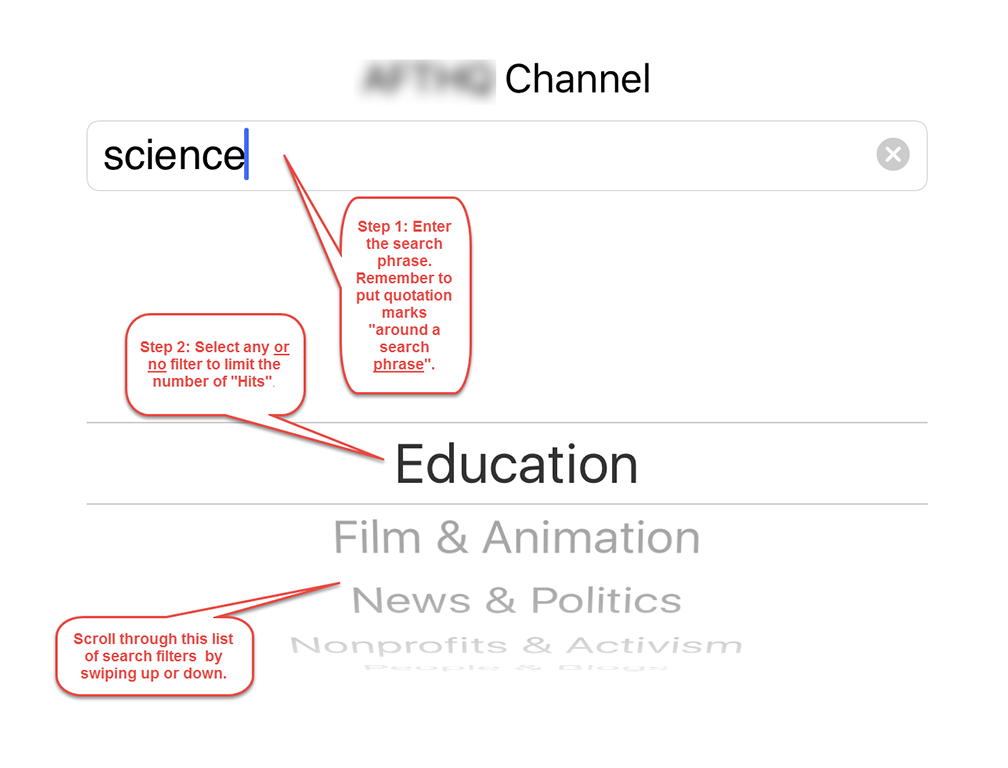 Channel
science
Step 1: Enter
the search
phrase.
Remember to
put quotation
marks
"around a
search
phrase".
Step 2: Select any or
no filter to limit the
number of "Hits".
Education
Film & Animation
News & Politics
Nonprofits & Activism
People & Blogs
Scroll through this list
of search filters by
swiping up or down.